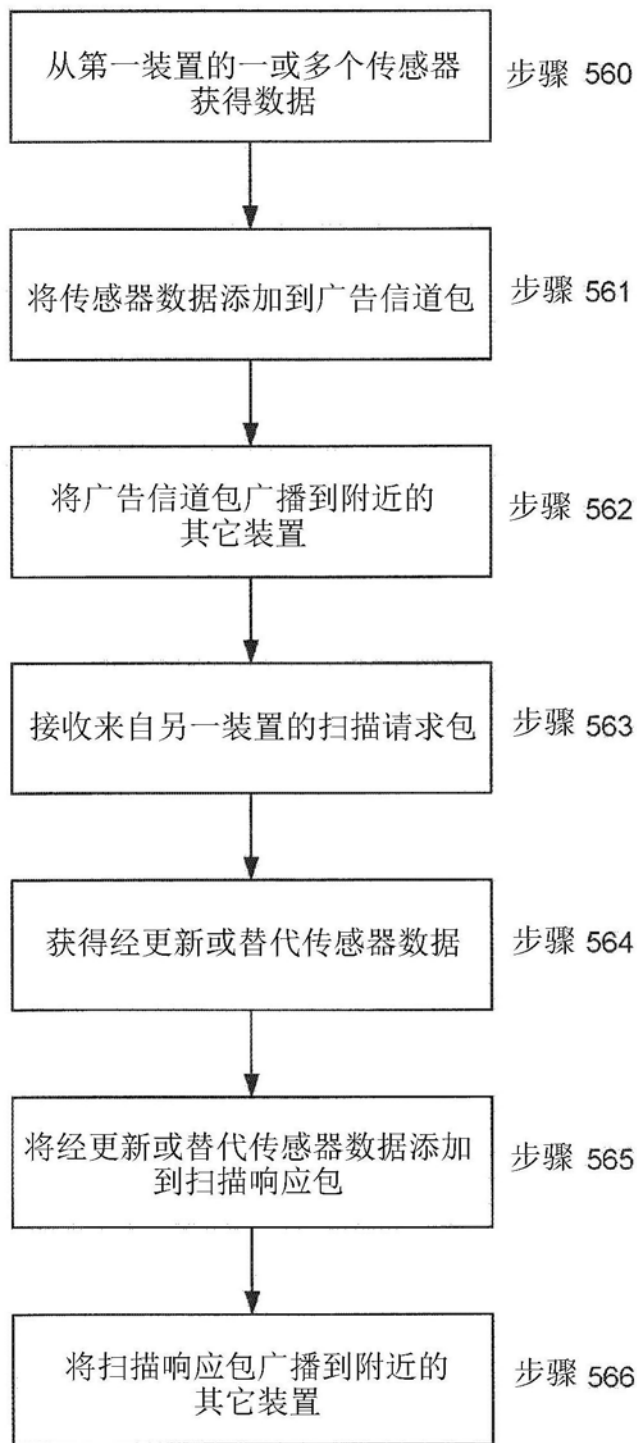 从第一装置的一或多个传感器
获得数据
步骤 560
将传感器数据添加到广告信道包
步骤 561
将广告信道包广播到附近的
其它装置
步骤 562
接收来自另一装置的扫描请求包
步骤 563
获得经更新或替代传感器数据
步骤 564
将经更新或替代传感器数据添加
到扫描响应包
步骤 565
将扫描响应包广播到附近的
其它装置
步骤 566